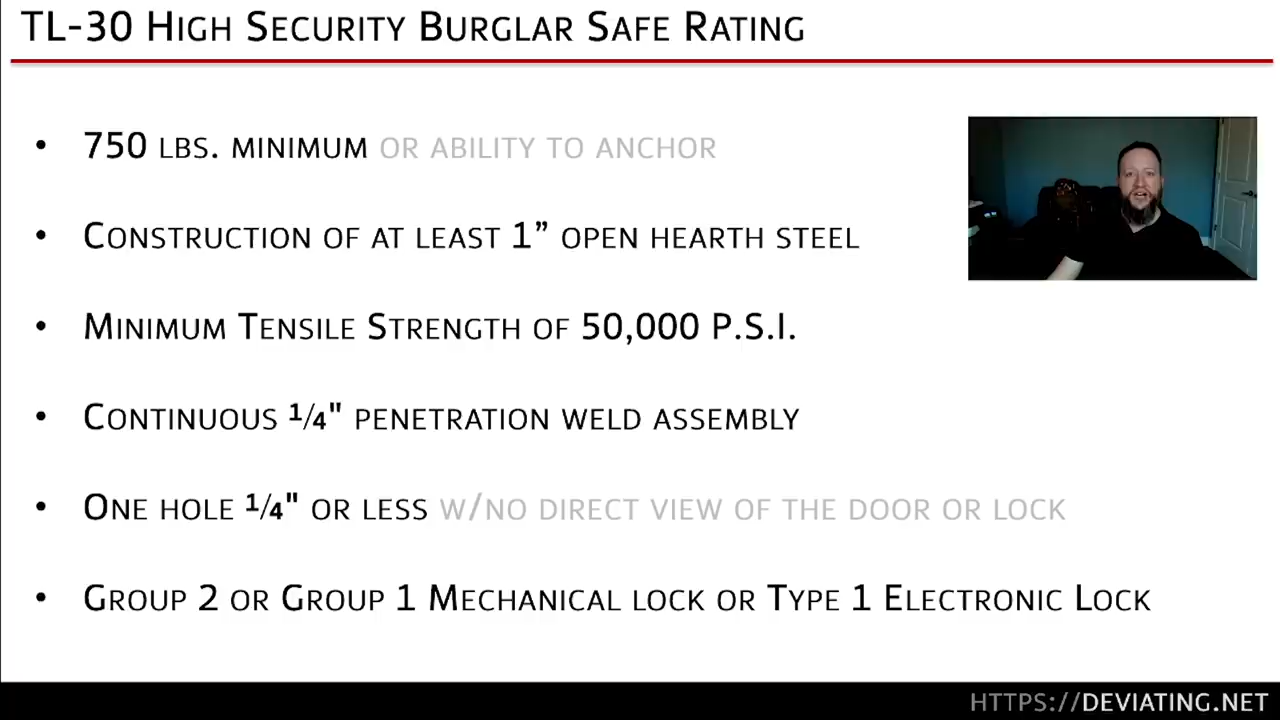 TL-30 High Security Burglar Safe Rating
• 750 lbs. minimum or ability to anchor
• Construction of at least 1” open hearth steel
• Minimum Tensile Strength of 50,000 P.S.I.
• Continuous ¼" penetration weld assembly
• One hole ¼" or less w/no direct view of the door or lock
• Group 2 or Group 1 Mechanical lock or Type 1 Electronic Lock
https://deviating.net